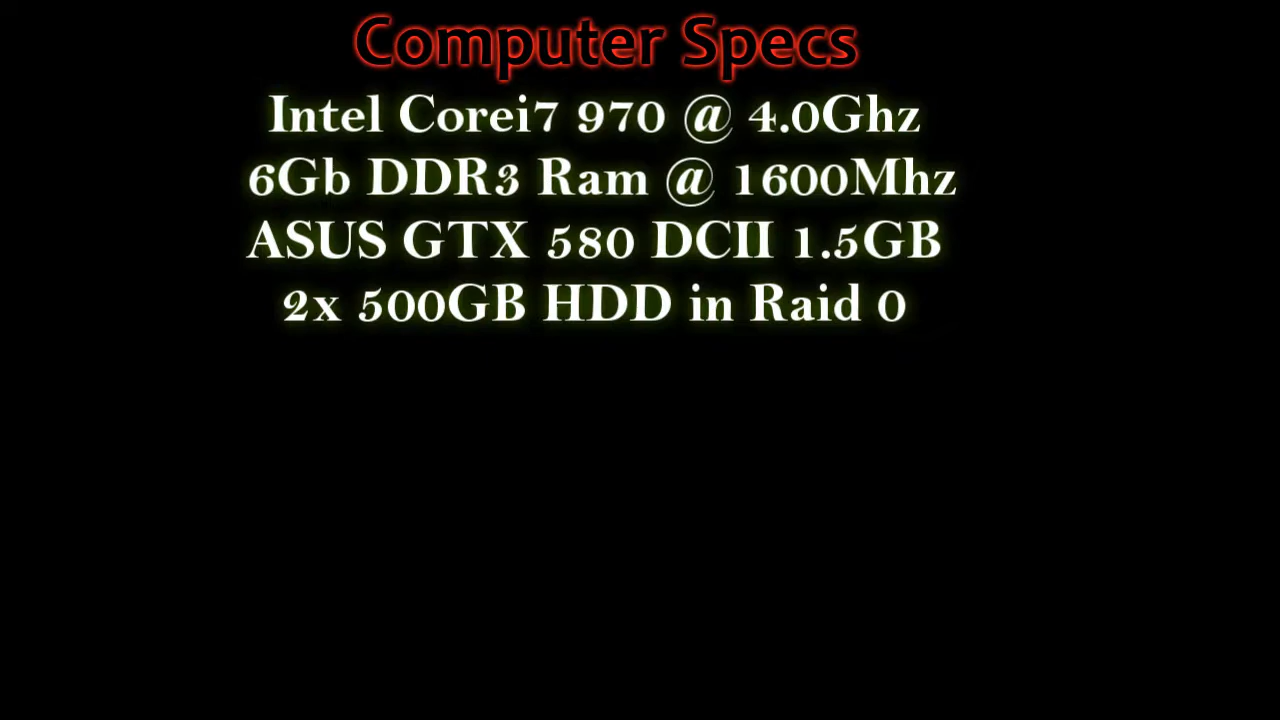 Computer Specs
Intel Corei7 970 @ 4.0Ghz
6Gb DDR3 Ram @ 1600Mhz
ASUS GTX 580 DCII 1.5GB
2x 500GB HDD in Raid 0